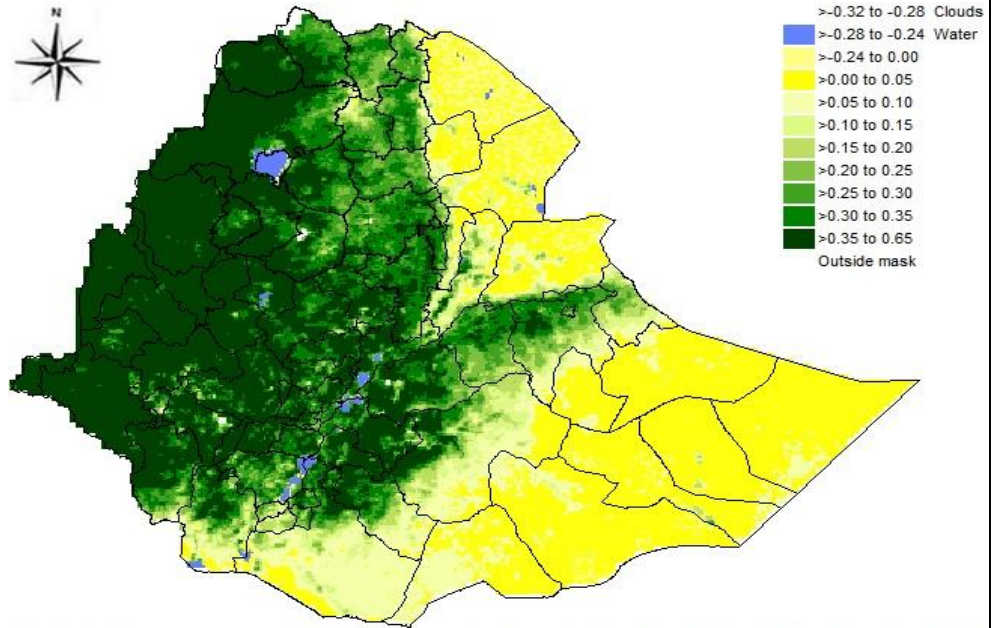 N
>-0.32 to -0.28 Clouds
>-0.28 to -0.24 Water
>-0.24 to 0.00
>0.00 to 0.05
>0.05 to 0.10
>0.10 to 0.15
>0.15 to 0.20
>0.20 to 0.25
>0.25 to 0.30
>0.30 to 0.35
>0.35 to 0.65
Outside mask